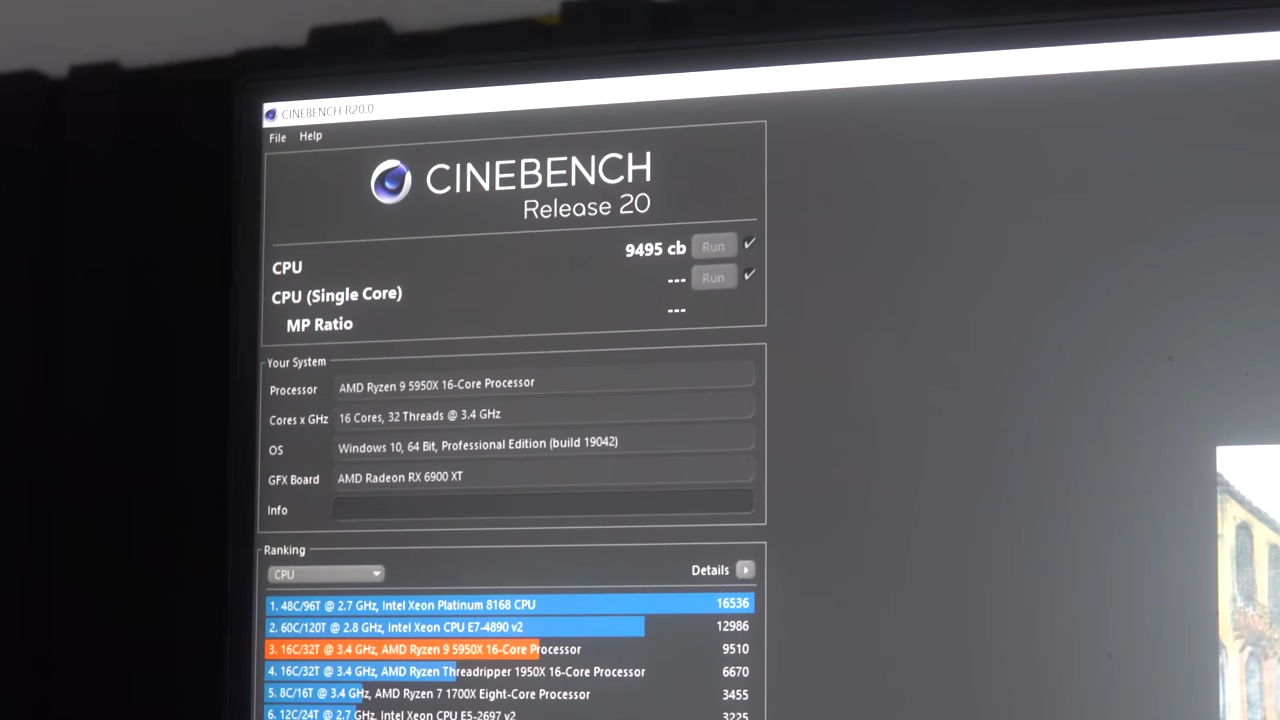 CINEBENCH R20.0
File Help
CINEBENCH
Release 20
CPU 9495 cb Run
CPU (Single Core) --- Run
MP Ratio ---
Your System
Processor AMD Ryzen 9 5950X 16-Core Processor
Cores x GHz 16 Cores, 32 Threads @ 3.4 GHz
OS Windows 10, 64 Bit, Professional Edition (build 19042)
GFX Board AMD Radeon RX 6900 XT
Info
Ranking
CPU Details
1. 48C/96T @ 2.7 GHz, Intel Xeon Platinum 8168 CPU 16536
2. 60C/120T @ 2.8 GHz, Intel Xeon CPU E7-4890 v2 12986
3. 16C/32T @ 3.4 GHz, AMD Ryzen 9 5950X 16-Core Processor 9510
4. 16C/32T @ 3.4 GHz, AMD Ryzen Threadripper 1950X 16-Core Processor 6670
5. 8C/16T @ 3.4 GHz, AMD Ryzen 7 1700X Eight-Core Processor 3455
6. 12C/24T @ 2.7 GHz, Intel Xeon CPU E5-2697 v2 3225